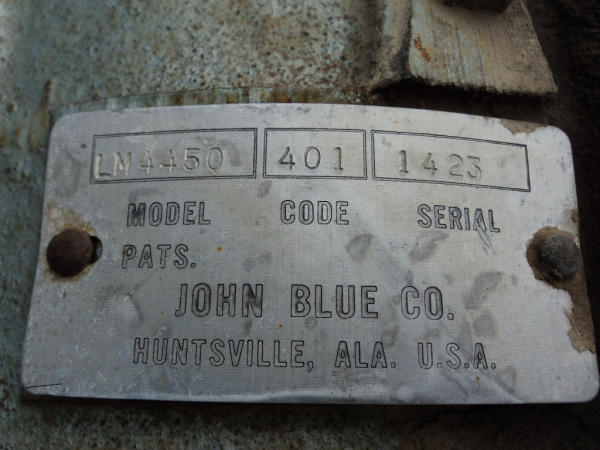 LM4450 401 1423
MODEL CODE SERIAL
PATS.
JOHN BLUE CO.
HUNTSVILLE, ALA. U.S.A.